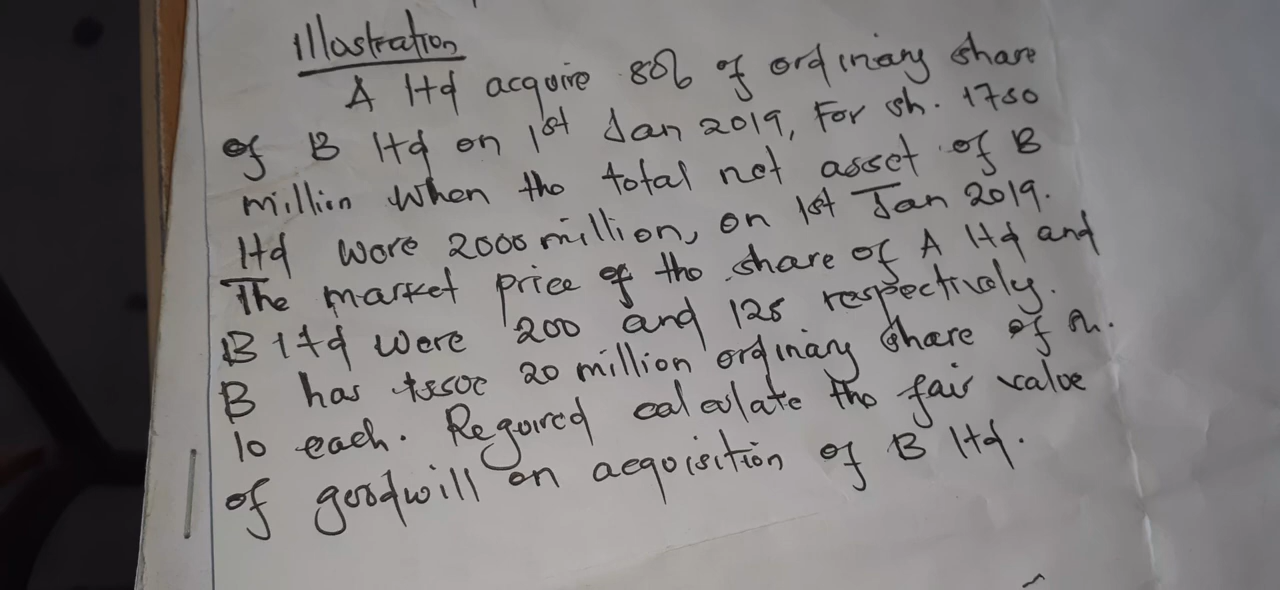 Illustration
A ltd acquire 80% of ordinary share
of B ltd on 1st Jan 2019, For sh. 1780
million when the total net asset of B
ltd were 2000 million, on 1st Jan 2019.
The market price of the share of A ltd and
B ltd were 200 and 125 respectively.
B has issue 20 million ordinary share of sh.
10 each. Required calculate the fair value
of goodwill on acquisition of B ltd.